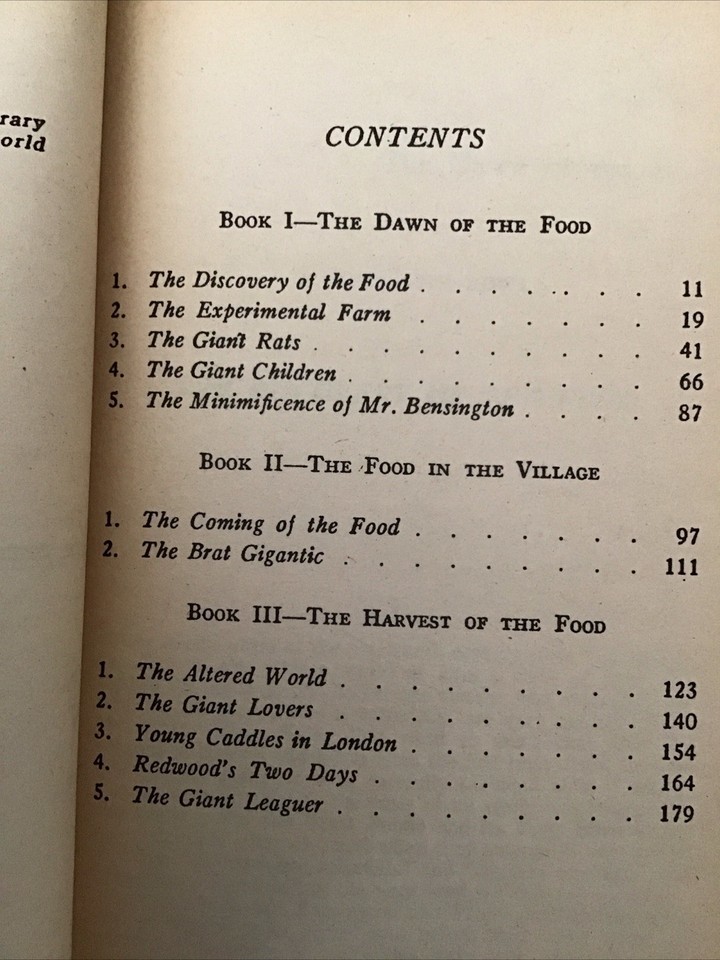 rary
orld
CONTENTS
BOOK I—THE DAWN OF THE FOOD
1. The Discovery of the Food . . . . . . . 11
2. The Experimental Farm . . . . . . . 19
3. The Giant Rats . . . . . . . . . . 41
4. The Giant Children . . . . . . . . . 66
5. The Minimificence of Mr. Bensington . . . . 87
BOOK II—THE FOOD IN THE VILLAGE
1. The Coming of the Food . . . . . . . 97
2. The Brat Gigantic . . . . . . . . . 111
BOOK III—THE HARVEST OF THE FOOD
1. The Altered World . . . . . . . . . 123
2. The Giant Lovers . . . . . . . . . 140
3. Young Caddles in London . . . . . . . 154
4. Redwood's Two Days . . . . . . . . 164
5. The Giant Leaguer . . . . . . . . . 179